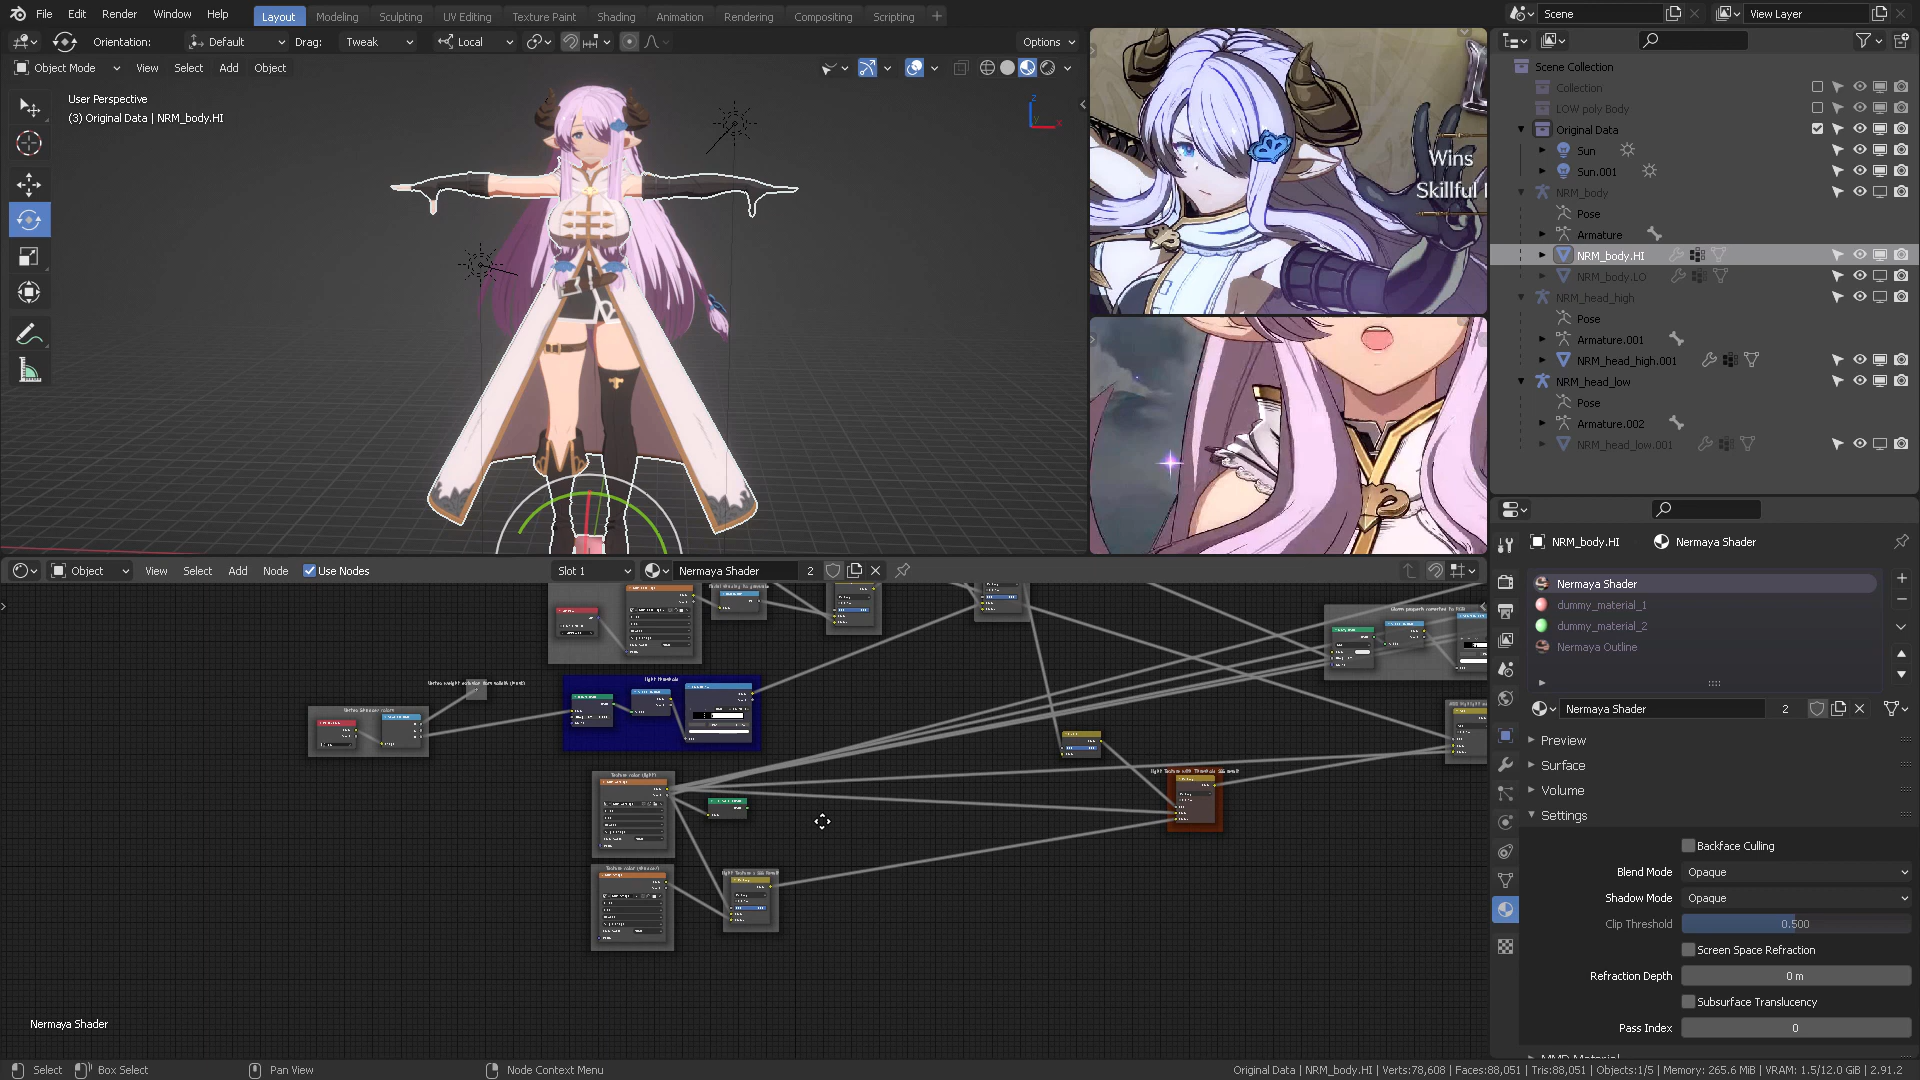 File Edit Render Window Help
Layout Modeling Sculpting UV Editing Texture Paint Shading Animation Rendering Compositing Scripting +
Scene
View Layer
Orientation: Default Drag: Tweak Local Options
Object Mode View Select Add Object
User Perspective
(3) Original Data | NRM_body.HI
Wins
Skillful
Scene Collection
Collection
LOW poly Body
Original Data
Sun
Sun.001
NRM_body
Pose
Armature
NRM_body.HI
NRM_body.LO
NRM_head_high
Pose
Armature.001
NRM_head_high.001
NRM_head_low
Pose
Armature.002
NRM_head_low.001
Object View Select Add Node Use Nodes Slot 1 Nermaya Shader 2
light threshold
Texture color (light)
Nermaya Shader
NRM_body.HI Nermaya Shader
Nermaya Shader
dummy_material_1
dummy_material_2
Nermaya Outline
Nermaya Shader 2
Preview
Surface
Volume
Settings
Backface Culling
Blend Mode Opaque
Shadow Mode Opaque
Clip Threshold 0.500
Screen Space Refraction
Refraction Depth 0 m
Subsurface Translucency
Pass Index 0
Select Box Select Pan View Node Context Menu
Original Data | NRM_body.HI | Verts:78,608 | Faces:88,051 | Tris:88,051 | Objects:1/5 | Memory: 265.6 MiB | VRAM: 1.5/12.0 GiB | 2.91.2